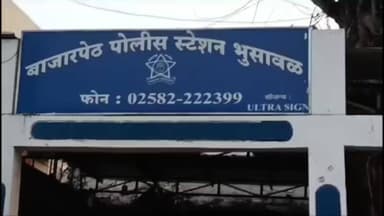 बाजारपेठ पोलीस स्टेशन भुसावळ
फोन : 02582-222399
ULTRA SIGN